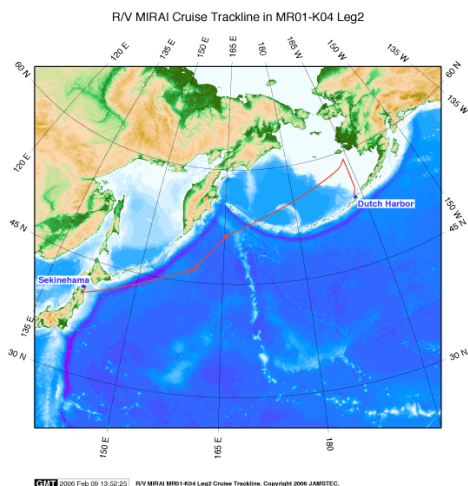 R/V MIRAI Cruise Trackline in MR01-K04 Leg2
120 E
135 E
150 E
165 E
180
165 W
150 W
135 W
60 N
60 N
135 W
120 E
150 W
Dutch Harbor
45 N
45 N
Sekinehama
135 E
30 N
30 N
150 E
165 E
180
GMT 2006 Feb 09 13:52:25 R/V MIRAI MR01-K04 Leg2 Cruise Trackline. Copyright 2006 JAMSTEC.